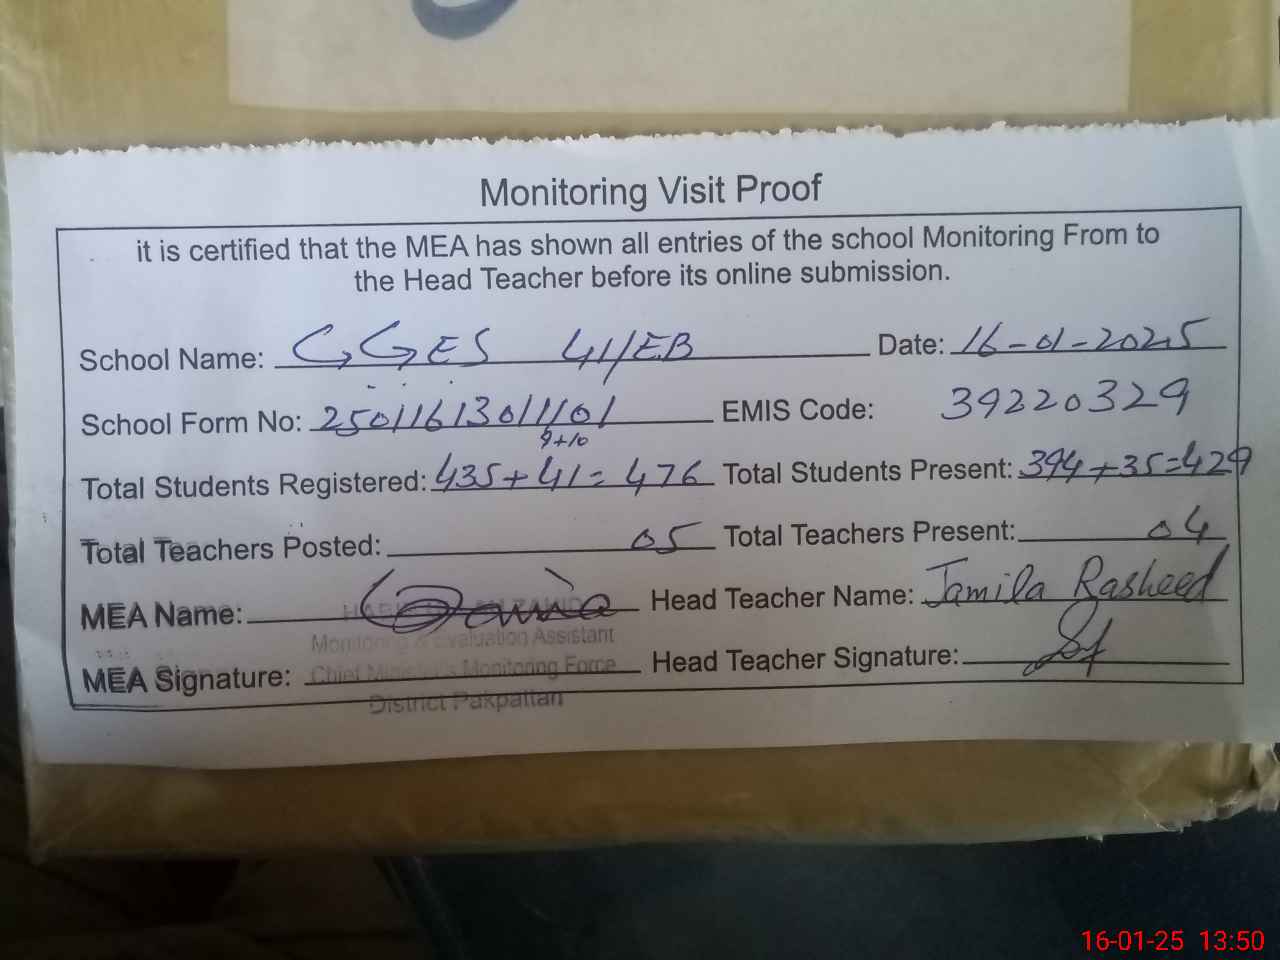 Monitoring Visit Proof
it is certified that the MEA has shown all entries of the school Monitoring From to
the Head Teacher before its online submission.
School Name: GGES 41/EB Date: 16-01-2025
School Form No: 25011613011101 EMIS Code: 39220329
9+10
Total Students Registered: 435+41= 476 Total Students Present: 394+35=429
Total Teachers Posted: 05 Total Teachers Present: 04
MEA Name: Head Teacher Name: Jamila Rasheed
Monitoring & Evaluation Assistant
MEA Signature: Head Teacher Signature:
Chief Minister's Monitoring Force
District Pakpattan
16-01-25 13:50